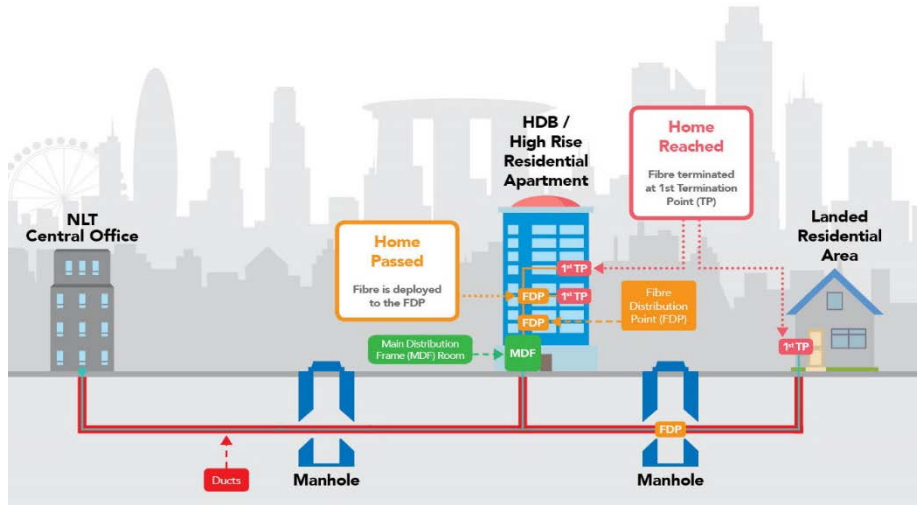 NLT
Central Office
Home
Passed
Fibre is deployed
to the FDP
Main Distribution
Frame (MDF) Room
HDB /
High Rise
Residential
Apartment
1st TP
FDP
1st TP
FDP
MDF
Fibre
Distribution
Point (FDP)
Home
Reached
Fibre terminated
at 1st Termination
Point (TP)
Landed
Residential
Area
1st TP
FDP
Ducts
Manhole
Manhole